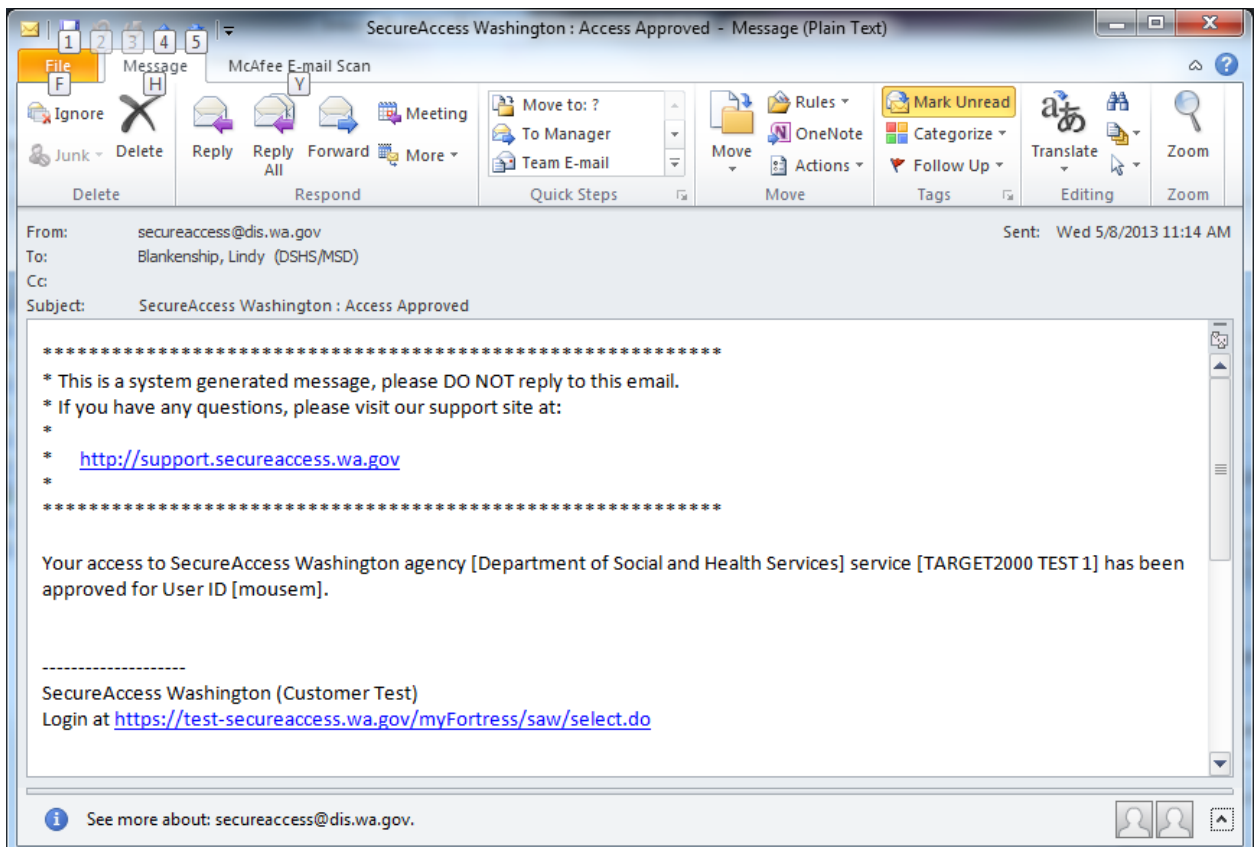 SecureAccess Washington : Access Approved - Message (Plain Text)
1 2 3 4 5
File Message McAfee E-mail Scan
F H Y
Ignore
Junk
Delete
Reply
Reply All
Forward
Meeting
More
Move to: ?
To Manager
Team E-mail
Move
Rules
OneNote
Actions
Mark Unread
Categorize
Follow Up
Translate
Zoom
Delete Respond Quick Steps Move Tags Editing Zoom
From: secureaccess@dis.wa.gov Sent: Wed 5/8/2013 11:14 AM
To: Blankenship, Lindy (DSHS/MSD)
Cc:
Subject: SecureAccess Washington : Access Approved
***********************************************************
* This is a system generated message, please DO NOT reply to this email.
* If you have any questions, please visit our support site at:
*
* http://support.secureaccess.wa.gov
*
***********************************************************
Your access to SecureAccess Washington agency [Department of Social and Health Services] service [TARGET2000 TEST 1] has been
approved for User ID [mousem].
--------------------
SecureAccess Washington (Customer Test)
Login at https://test-secureaccess.wa.gov/myFortress/saw/select.do
See more about: secureaccess@dis.wa.gov.